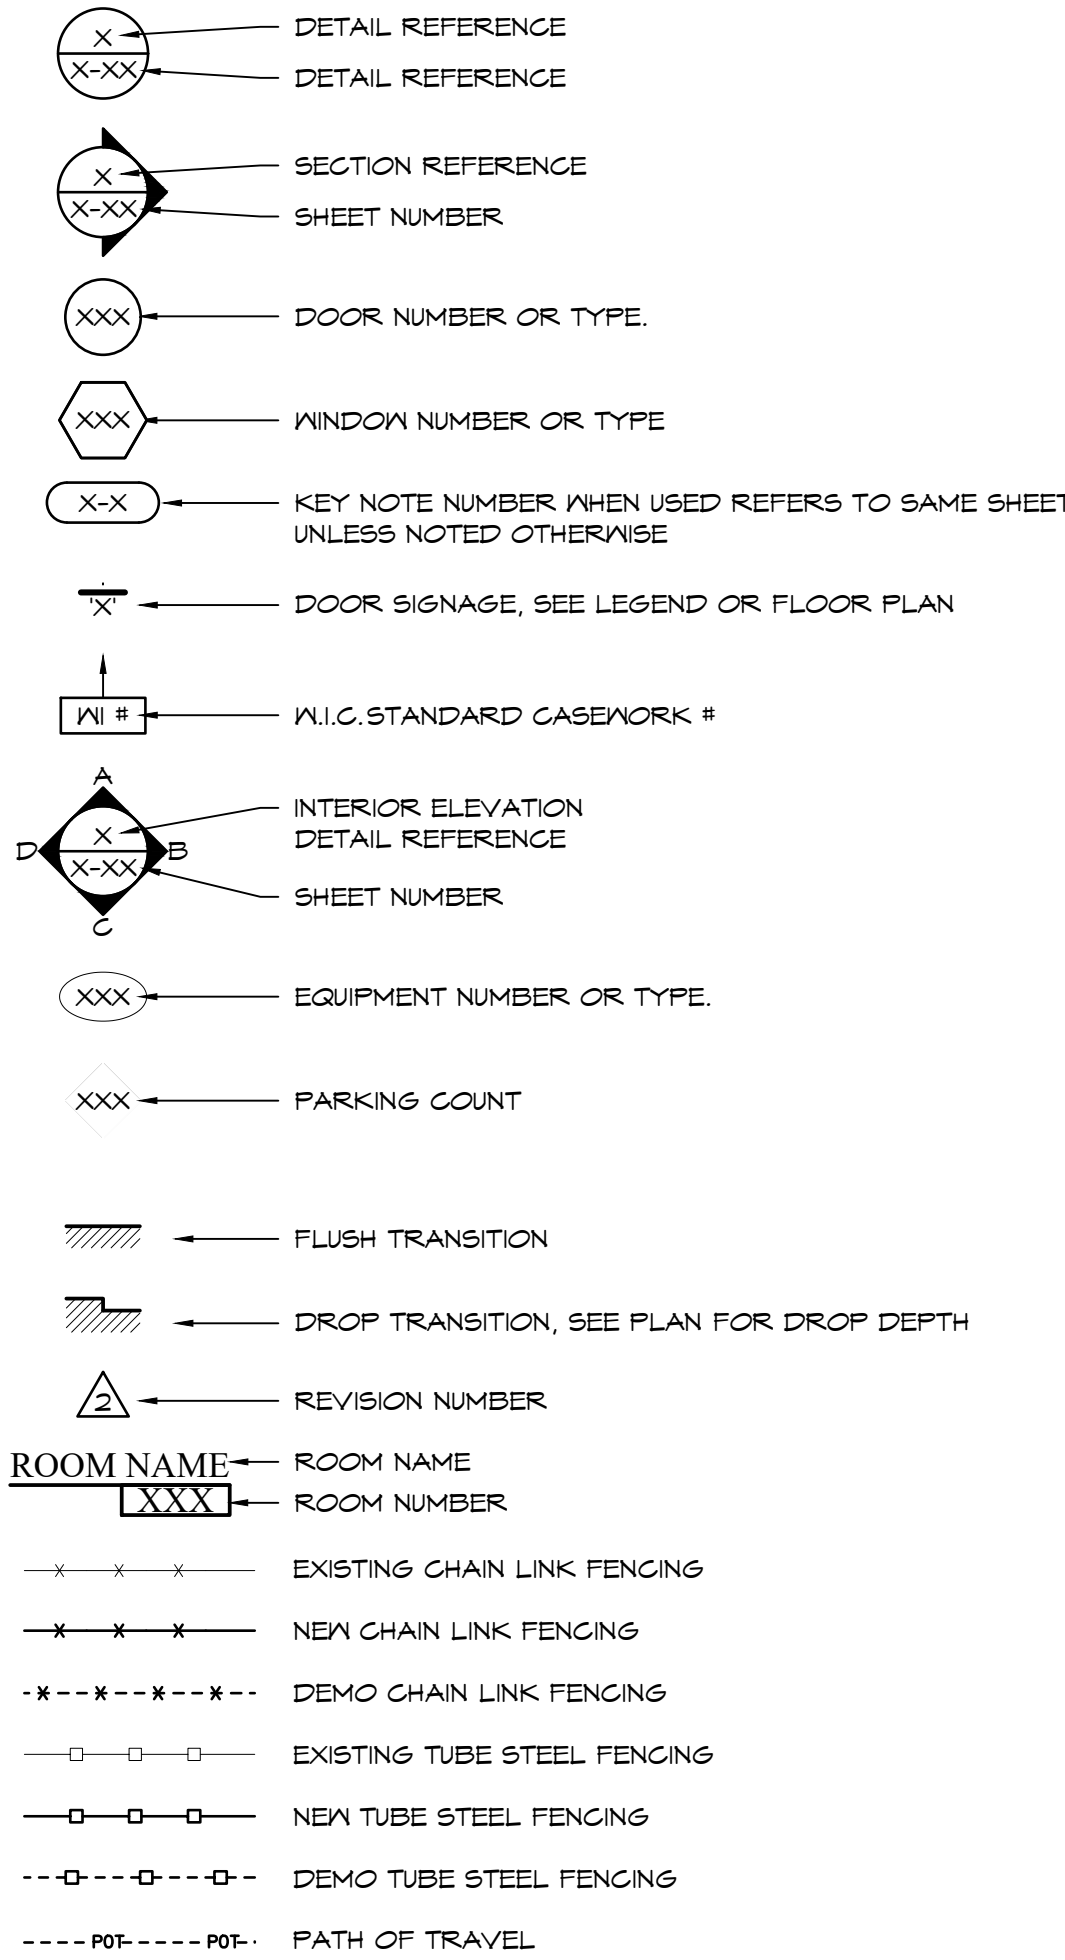 X DETAIL REFERENCE
X-XX DETAIL REFERENCE
X SECTION REFERENCE
X-XX SHEET NUMBER
XXX DOOR NUMBER OR TYPE.
XXX WINDOW NUMBER OR TYPE
X-X KEY NOTE NUMBER WHEN USED REFERS TO SAME SHEET
UNLESS NOTED OTHERWISE
'X' DOOR SIGNAGE, SEE LEGEND OR FLOOR PLAN
WI # W.I.C. STANDARD CASEWORK #
A
X INTERIOR ELEVATION
DETAIL REFERENCE
D B
X-XX SHEET NUMBER
C
XXX EQUIPMENT NUMBER OR TYPE.
XXX PARKING COUNT
FLUSH TRANSITION
DROP TRANSITION, SEE PLAN FOR DROP DEPTH
2 REVISION NUMBER
ROOM NAME ROOM NAME
XXX ROOM NUMBER
EXISTING CHAIN LINK FENCING
NEW CHAIN LINK FENCING
DEMO CHAIN LINK FENCING
EXISTING TUBE STEEL FENCING
NEW TUBE STEEL FENCING
DEMO TUBE STEEL FENCING
POT POT PATH OF TRAVEL